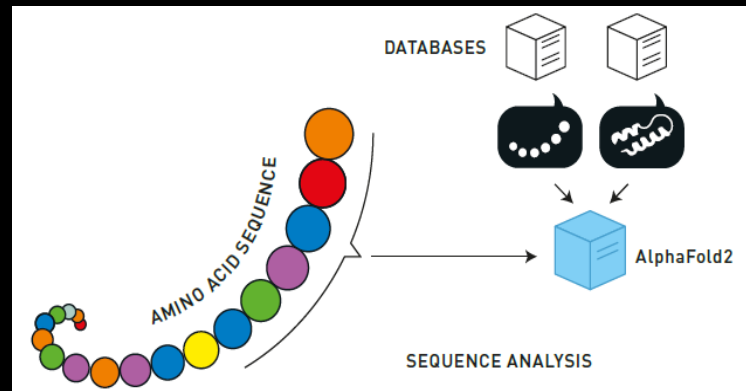 DATABASES
AMINO ACID SEQUENCE
AlphaFold2
SEQUENCE ANALYSIS